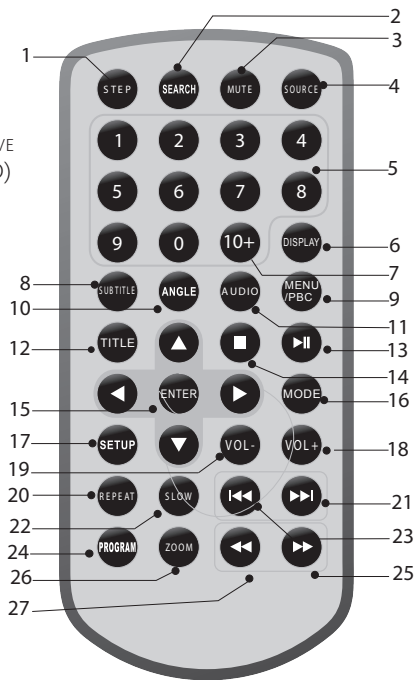 2
3
1
STEP SEARCH MUTE SOURCE
4
VE
D)
1 2 3 4
5
5 6 7 8
9 0 10+ DISPLAY
6
7
8
SUBTITLE ANGLE AUDIO MENU
/PBC
9
10
11
12
TITLE
13
14
ENTER MODE
15
16
17
SETUP VOL- VOL+
18
19
20
REPEAT SLOW
21
22
23
24
PROGRAM ZOOM
25
26
27